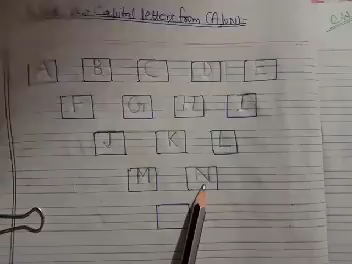 Capital letters from (A to N)
A B C D E
F G H I
J K L
M N